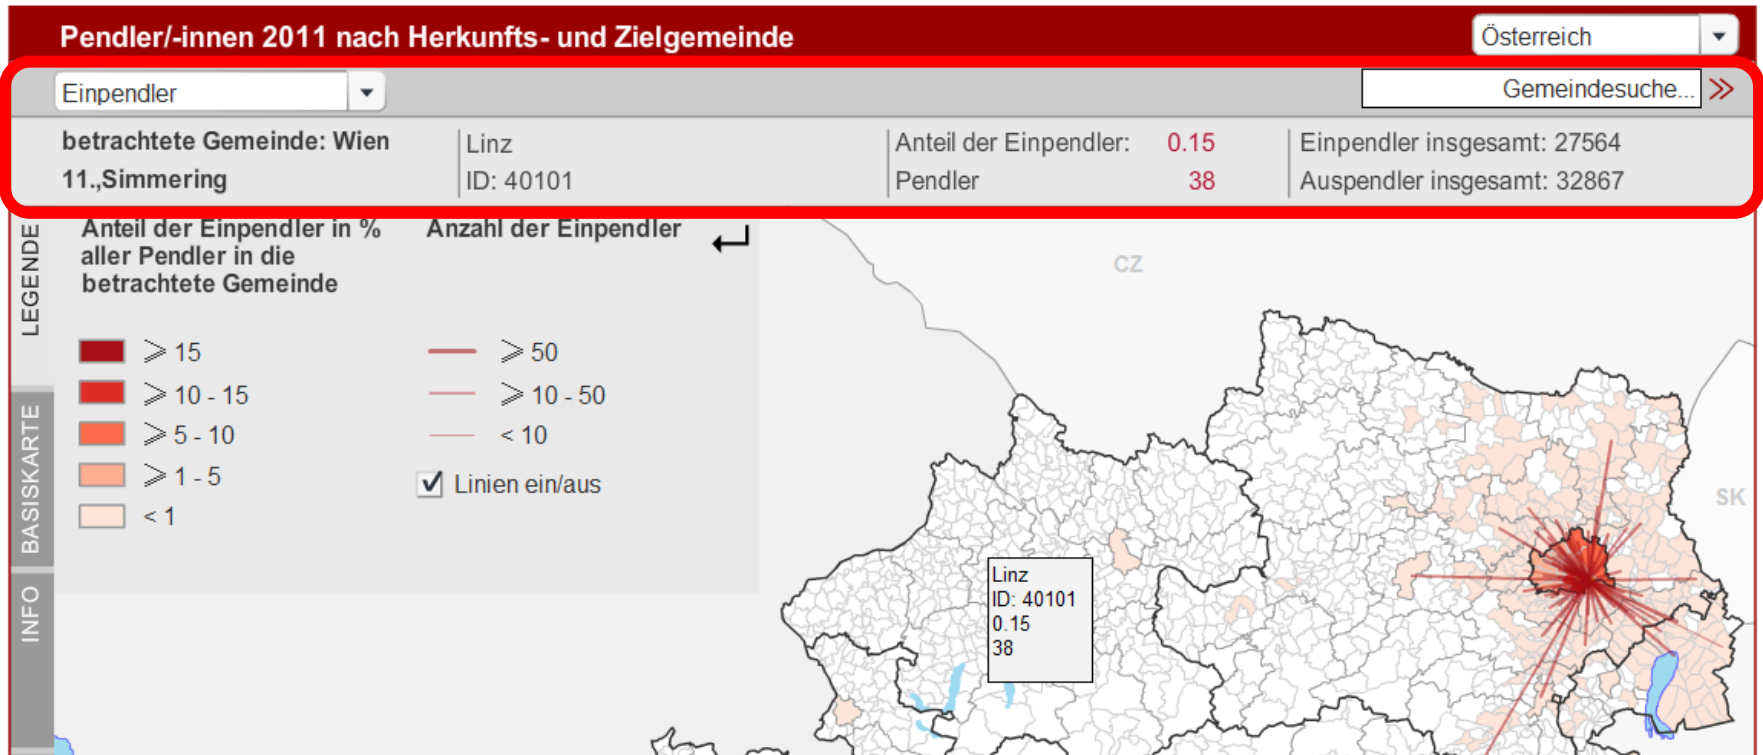 Pendler/-innen 2011 nach Herkunfts- und Zielgemeinde
Österreich
Einpendler
Gemeindesuche...
betrachtete Gemeinde: Wien
11.,Simmering
Linz
ID: 40101
Anteil der Einpendler: 0.15
Pendler 38
Einpendler insgesamt: 27564
Auspendler insgesamt: 32867
LEGENDE
BASISKARTE
INFO
Anteil der Einpendler in %
aller Pendler in die
betrachtete Gemeinde
⩾ 15
⩾ 10 - 15
⩾ 5 - 10
⩾ 1 - 5
< 1
Anzahl der Einpendler
⩾ 50
⩾ 10 - 50
< 10
Linien ein/aus
CZ
SK
Linz
ID: 40101
0.15
38